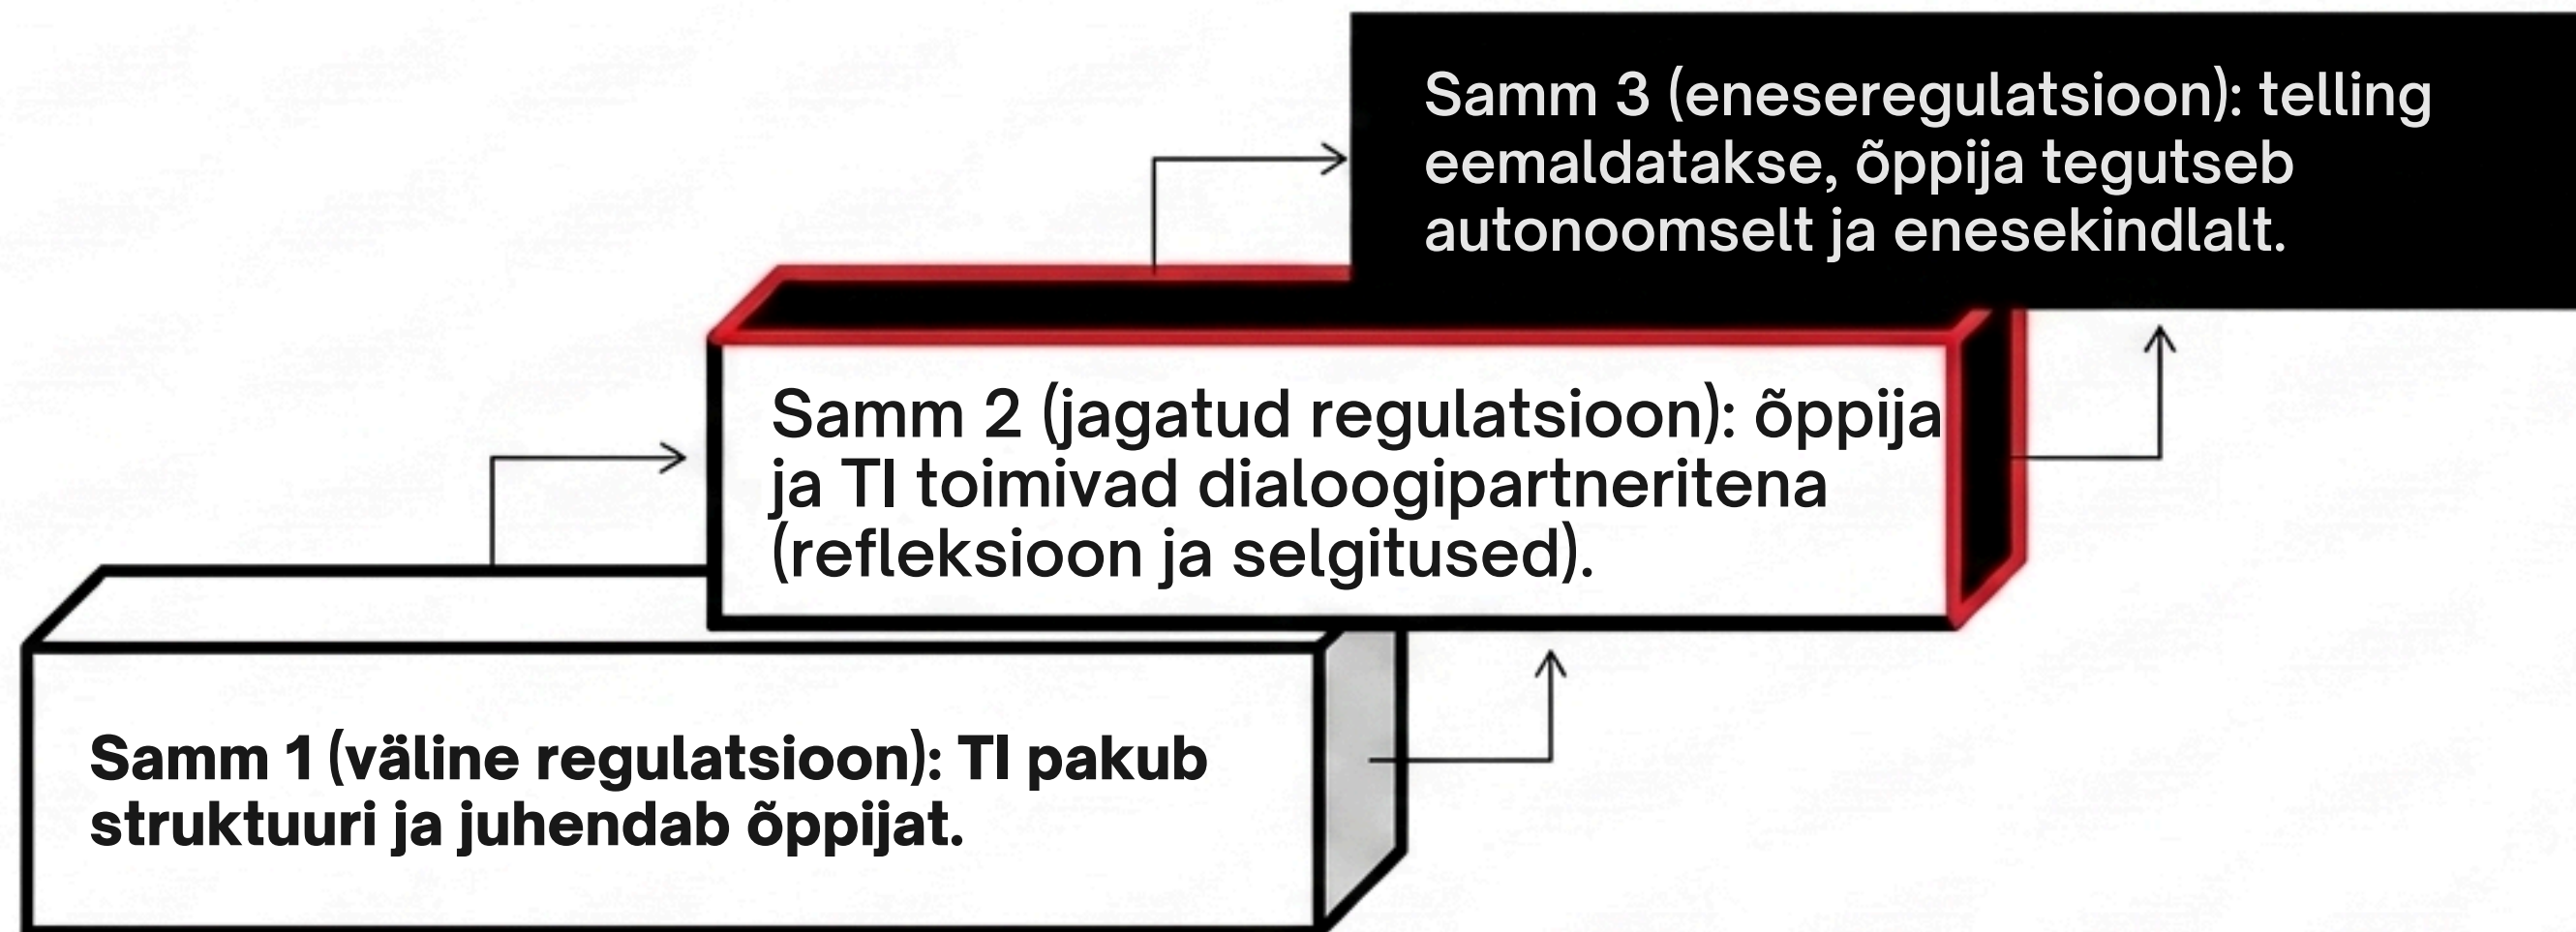 Samm 3 (eneseregulatsioon): telling
eemaldatakse, õppija tegutseb
autonoomselt ja enesekindlalt.
Samm 2 (jagatud regulatsioon): õppija
ja TI toimivad dialoogipartneritena
(refleksioon ja selgitused).
Samm 1 (väline regulatsioon): TI pakub
struktuuri ja juhendab õppijat.